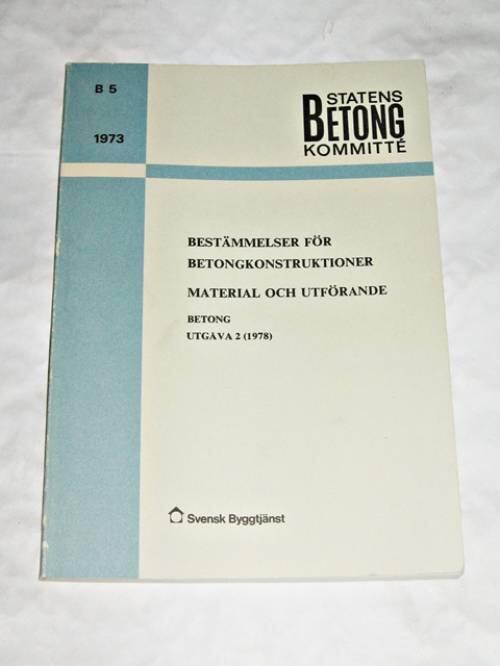 B 5
1973
STATENS
BETONG
KOMMITTÉ
BESTÄMMELSER FÖR
BETONGKONSTRUKTIONER
MATERIAL OCH UTFÖRANDE
BETONG
UTGÅVA 2 (1978)
Svensk Byggtjänst